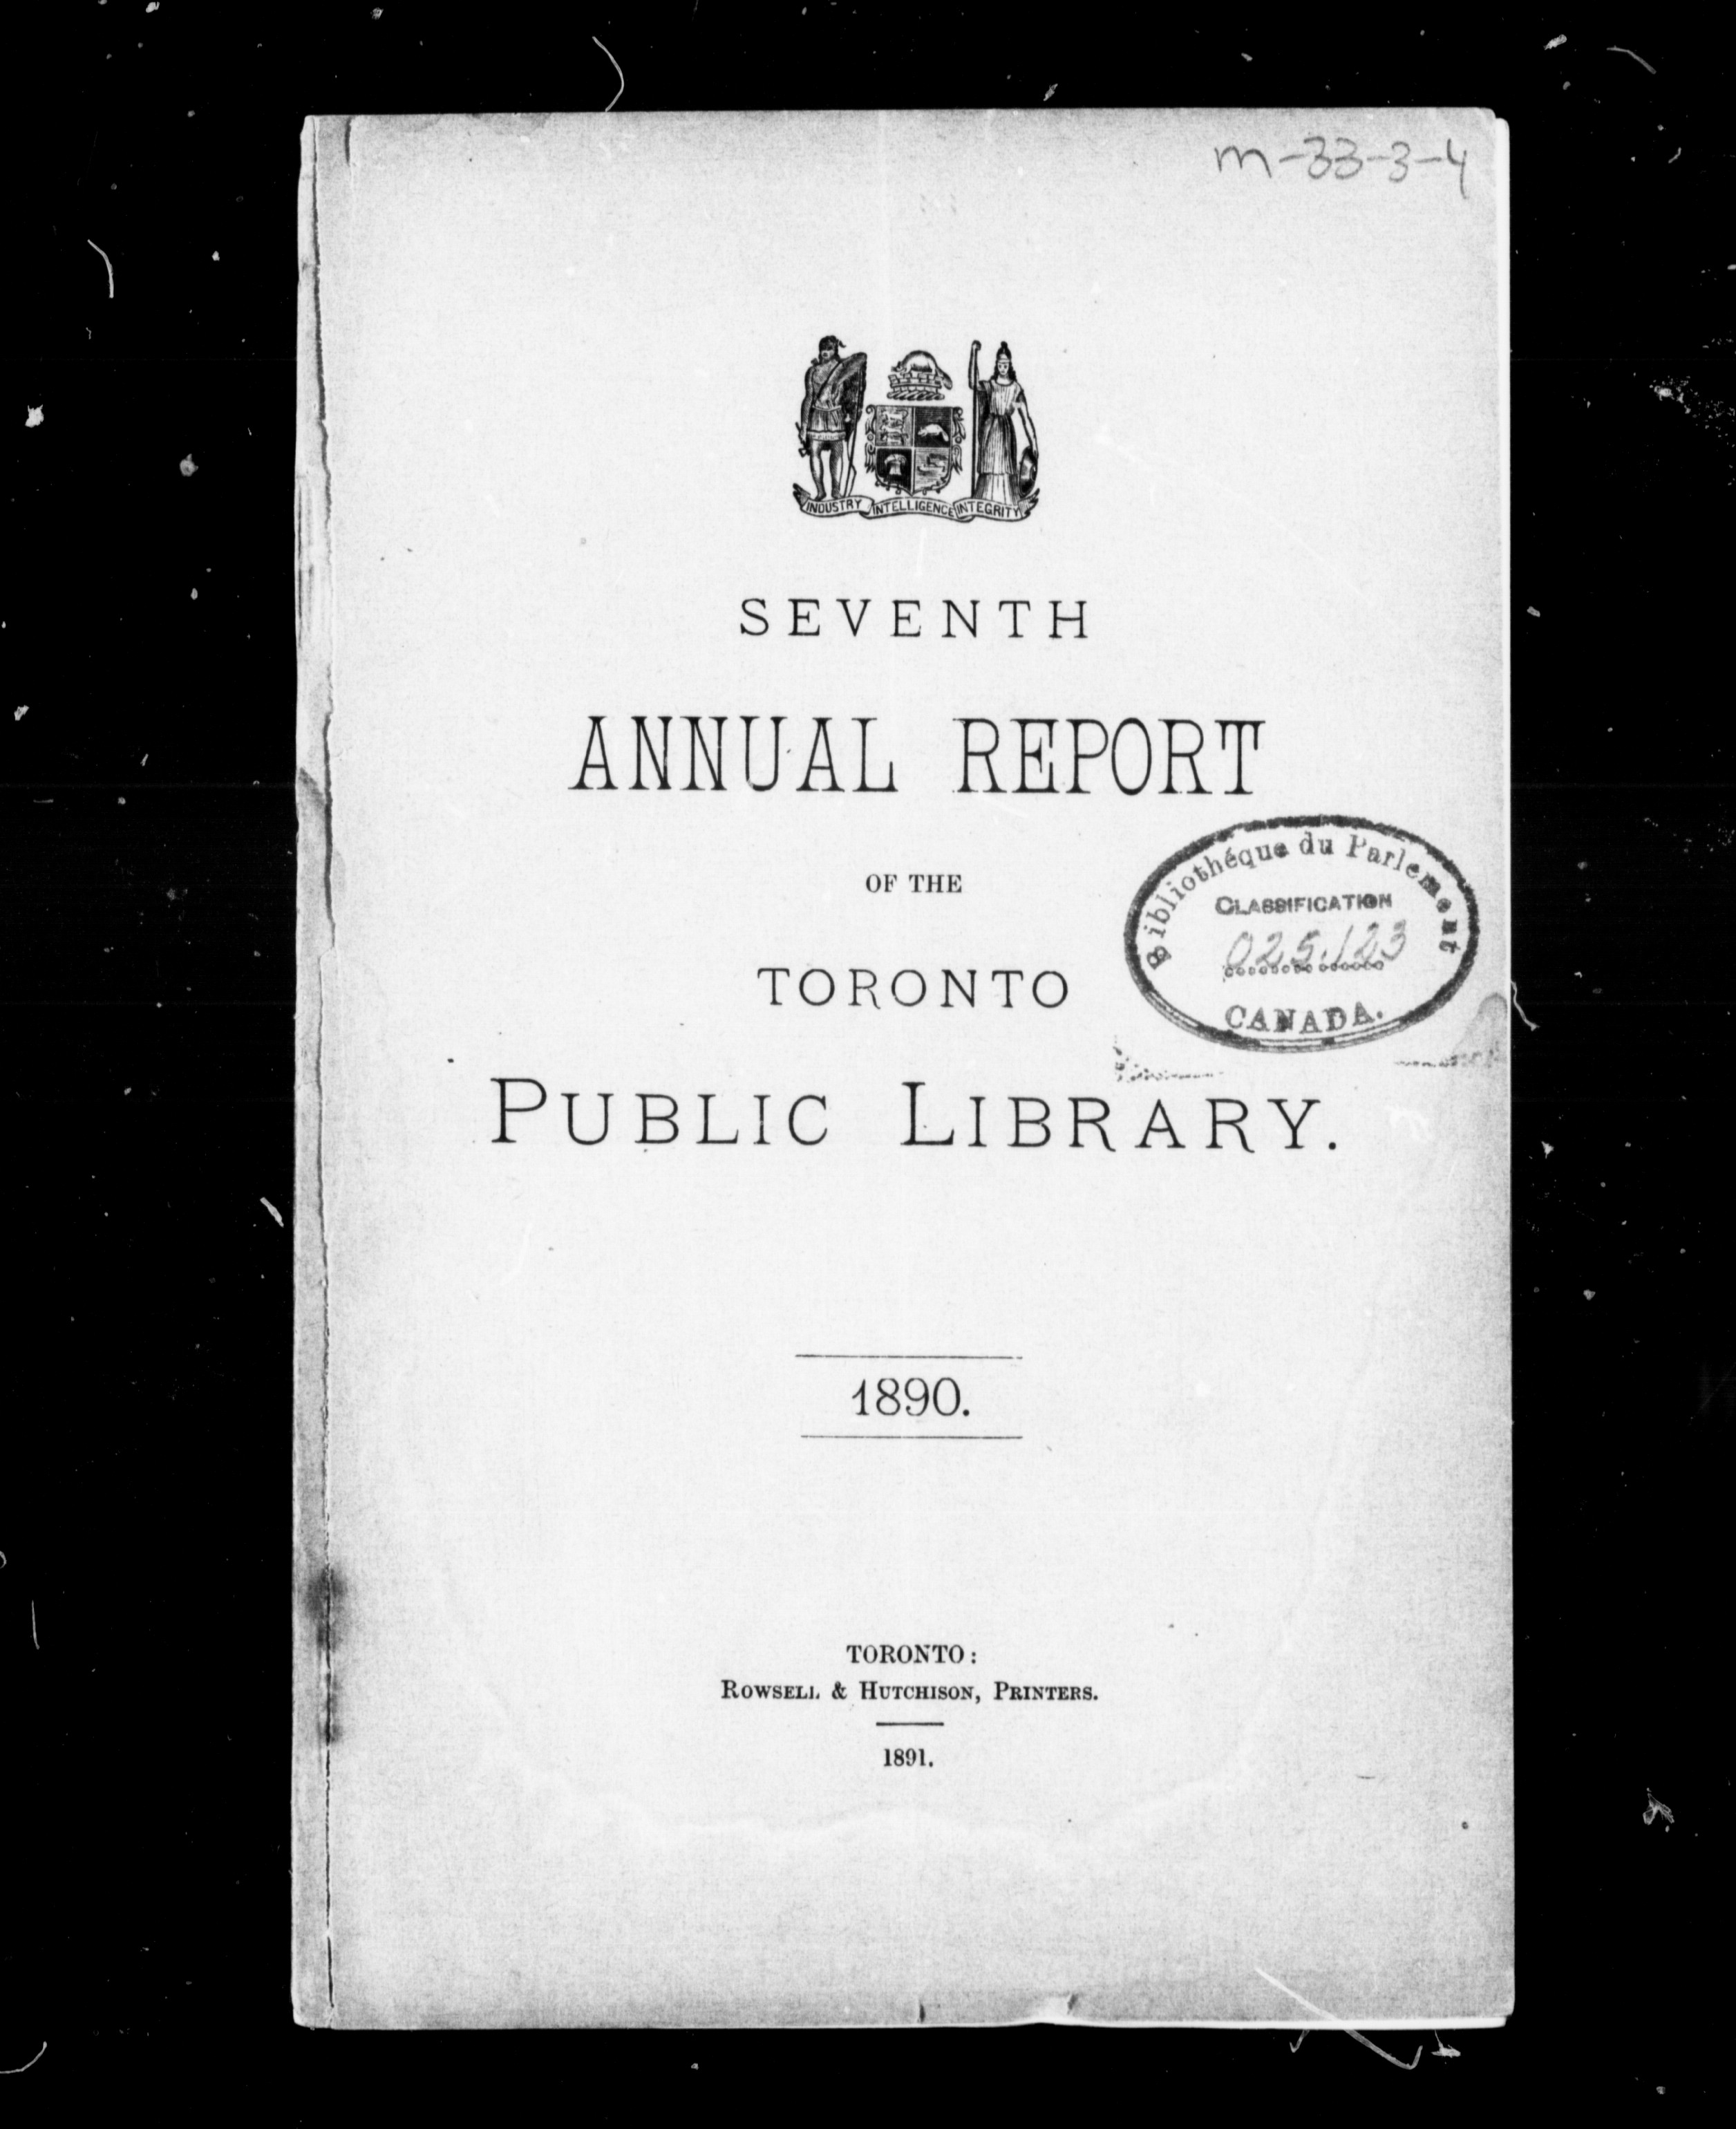 m-33-3-4
INDUSTRY INTELLIGENCE INTEGRITY
SEVENTH
ANNUAL REPORT
OF THE
TORONTO
PUBLIC LIBRARY.
Bibliothéque du Parlement
CLASSIFICATION
025.123
CANADA.
1890.
TORONTO:
ROWSELL & HUTCHISON, PRINTERS.
1891.